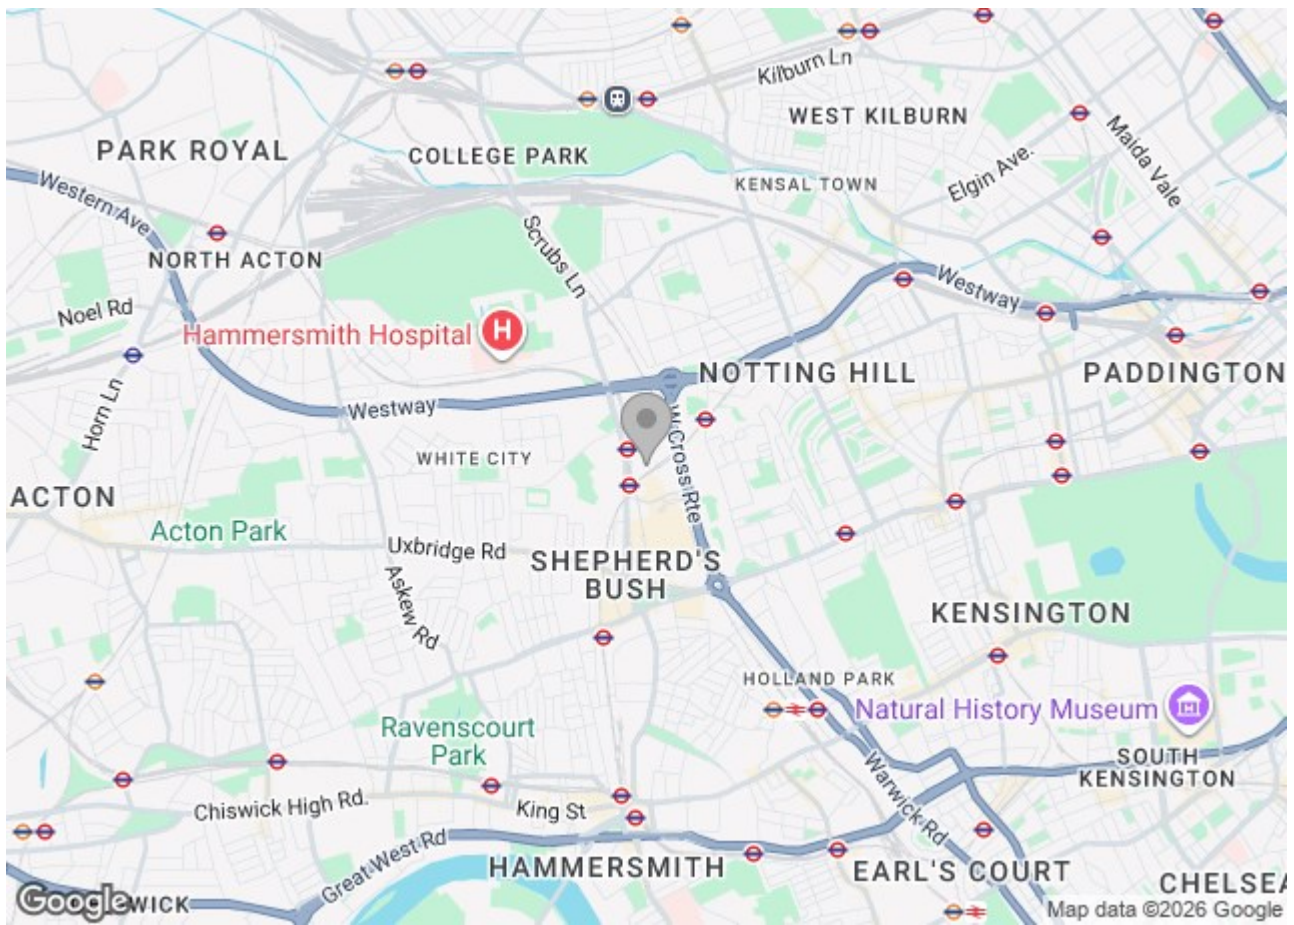 Kilburn Ln
WEST KILBURN
Maida Vale
PARK ROYAL
COLLEGE PARK
Elgin Ave.
KENSAL TOWN
Western Ave
Scrubs Ln
NORTH ACTON
Westway
Noel Rd
Hammersmith Hospital
H
NOTTING HILL
PADDINGTON
Horn Ln
Westway
W Cross Rte
WHITE CITY
ACTON
Acton Park
Uxbridge Rd
SHEPHERD'S
BUSH
Askew Rd
KENSINGTON
HOLLAND PARK
Natural History Museum
Ravenscourt
Park
SOUTH
KENSINGTON
Warwick Rd
Chiswick High Rd.
King St
Great West Rd
HAMMERSMITH
EARL'S COURT
CHELSEA
Google
WICK
Map data ©2026 Google